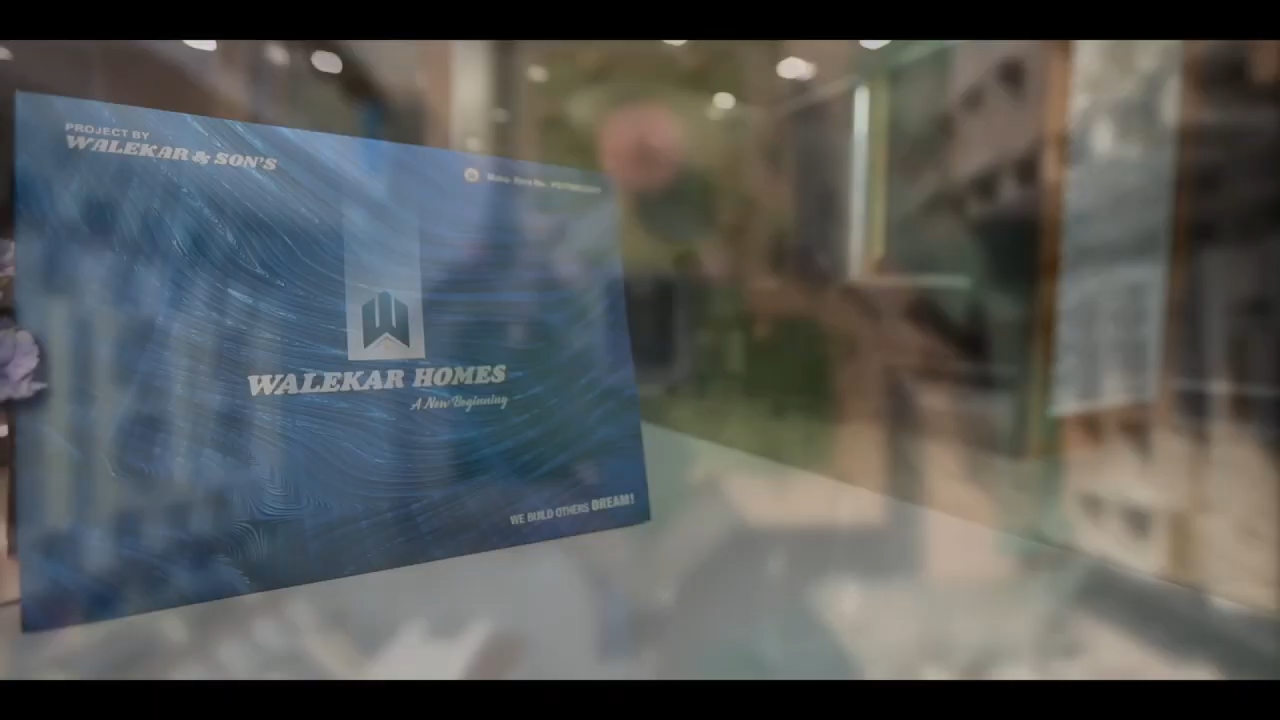 PROJECT BY
WALEKAR & SON'S
WALEKAR HOMES
A New Beginning
WE BUILD OTHERS DREAM!